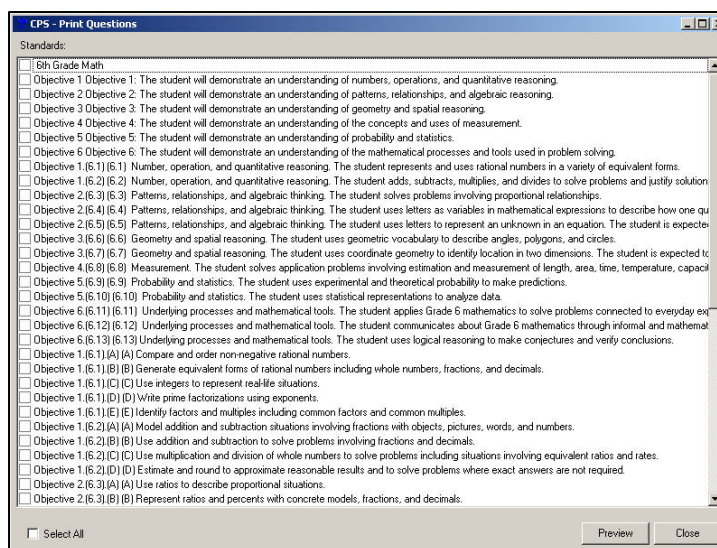 CPS - Print Questions
Standards:
6th Grade Math
Objective 1 Objective 1: The student will demonstrate an understanding of numbers, operations, and quantitative reasoning.
Objective 2 Objective 2: The student will demonstrate an understanding of patterns, relationships, and algebraic reasoning.
Objective 3 Objective 3: The student will demonstrate an understanding of geometry and spatial reasoning.
Objective 4 Objective 4: The student will demonstrate an understanding of the concepts and uses of measurement.
Objective 5 Objective 5: The student will demonstrate an understanding of probability and statistics.
Objective 6 Objective 6: The student will demonstrate an understanding of the mathematical processes and tools used in problem solving.
Objective 1.(6.1) (6.1) Number, operation, and quantitative reasoning. The student represents and uses rational numbers in a variety of equivalent forms.
Objective 1.(6.2) (6.2) Number, operation, and quantitative reasoning. The student adds, subtracts, multiplies, and divides to solve problems and justify solution
Objective 2.(6.3) (6.3) Patterns, relationships, and algebraic thinking. The student solves problems involving proportional relationships.
Objective 2.(6.4) (6.4) Patterns, relationships, and algebraic thinking. The student uses letters as variables in mathematical expressions to describe how one qu
Objective 2.(6.5) (6.5) Patterns, relationships, and algebraic thinking. The student uses letters to represent an unknown in an equation. The student is expecte
Objective 3.(6.6) (6.6) Geometry and spatial reasoning. The student uses geometric vocabulary to describe angles, polygons, and circles.
Objective 3.(6.7) (6.7) Geometry and spatial reasoning. The student uses coordinate geometry to identify location in two dimensions. The student is expected to
Objective 4.(6.8) (6.8) Measurement. The student solves application problems involving estimation and measurement of length, area, time, temperature, capacit
Objective 5.(6.9) (6.9) Probability and statistics. The student uses experimental and theoretical probability to make predictions.
Objective 5.(6.10) (6.10) Probability and statistics. The student uses statistical representations to analyze data.
Objective 6.(6.11) (6.11) Underlying processes and mathematical tools. The student applies Grade 6 mathematics to solve problems connected to everyday ex
Objective 6.(6.12) (6.12) Underlying processes and mathematical tools. The student communicates about Grade 6 mathematics through informal and mathemat
Objective 6.(6.13) (6.13) Underlying processes and mathematical tools. The student uses logical reasoning to make conjectures and verify conclusions.
Objective 1.(6.1).(A) (A) Compare and order non-negative rational numbers.
Objective 1.(6.1).(B) (B) Generate equivalent forms of rational numbers including whole numbers, fractions, and decimals.
Objective 1.(6.1).(C) (C) Use integers to represent real-life situations.
Objective 1.(6.1).(D) (D) Write prime factorizations using exponents.
Objective 1.(6.1).(E) (E) Identify factors and multiples including common factors and common multiples.
Objective 1.(6.2).(A) (A) Model addition and subtraction situations involving fractions with objects, pictures, words, and numbers.
Objective 1.(6.2).(B) (B) Use addition and subtraction to solve problems involving fractions and decimals.
Objective 1.(6.2).(C) (C) Use multiplication and division of whole numbers to solve problems including situations involving equivalent ratios and rates.
Objective 1.(6.2).(D) (D) Estimate and round to approximate reasonable results and to solve problems where exact answers are not required.
Objective 2.(6.3).(A) (A) Use ratios to describe proportional situations.
Objective 2.(6.3).(B) (B) Represent ratios and percents with concrete models, fractions, and decimals.
Select All
Preview
Close